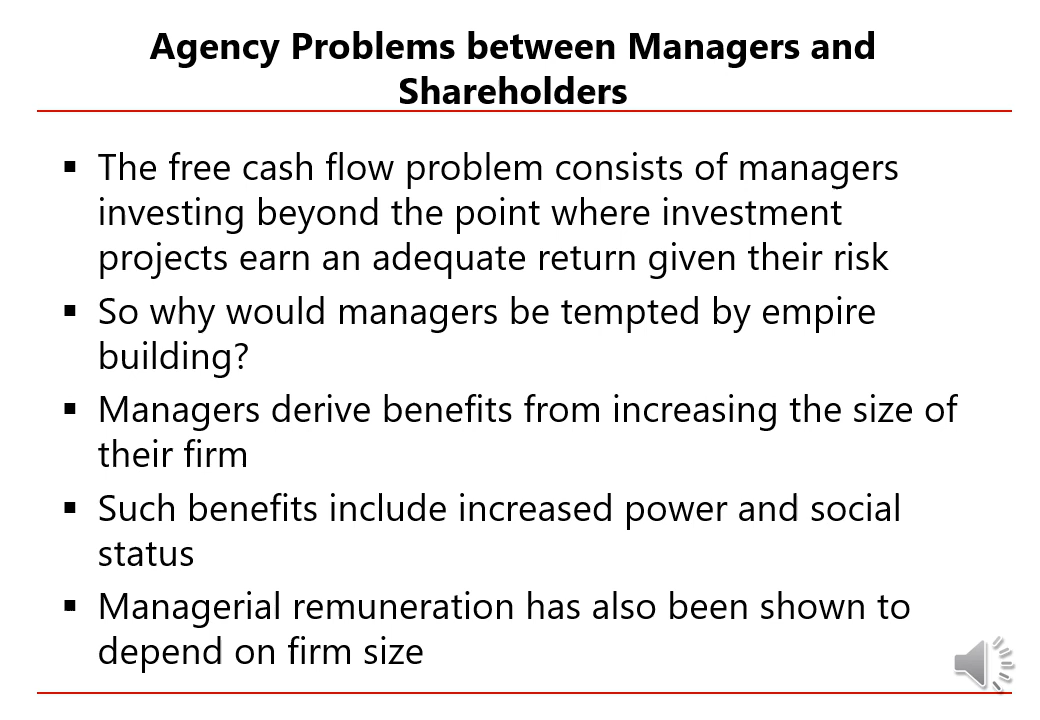 Agency Problems between Managers and
Shareholders
▪ The free cash flow problem consists of managers
investing beyond the point where investment
projects earn an adequate return given their risk
▪ So why would managers be tempted by empire
building?
▪ Managers derive benefits from increasing the size of
their firm
▪ Such benefits include increased power and social
status
▪ Managerial remuneration has also been shown to
depend on firm size